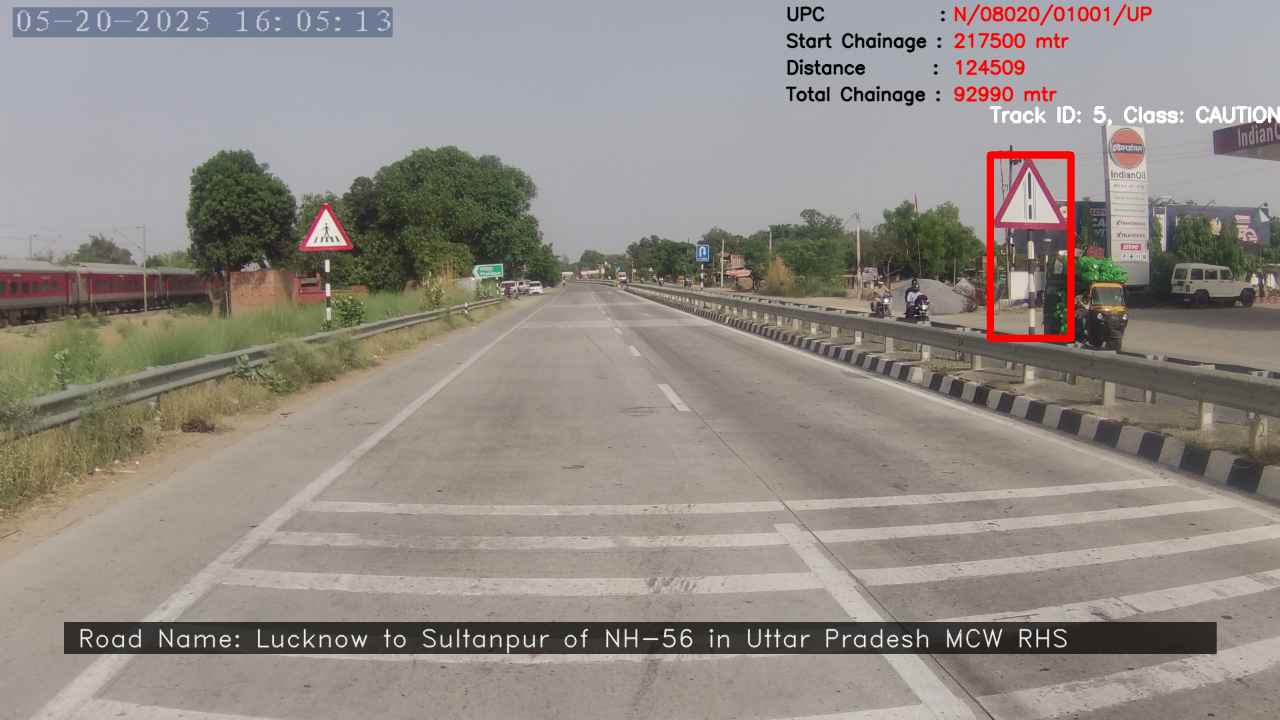 05-20-2025 16:05:13
UPC : N/08020/01001/UP
Start Chainage : 217500 mtr
Distance : 124509
Total Chainage : 92990 mtr
Track ID: 5, Class: CAUTION
IndianOil
IndianOil
Road Name: Lucknow to Sultanpur of NH-56 in Uttar Pradesh MCW RHS